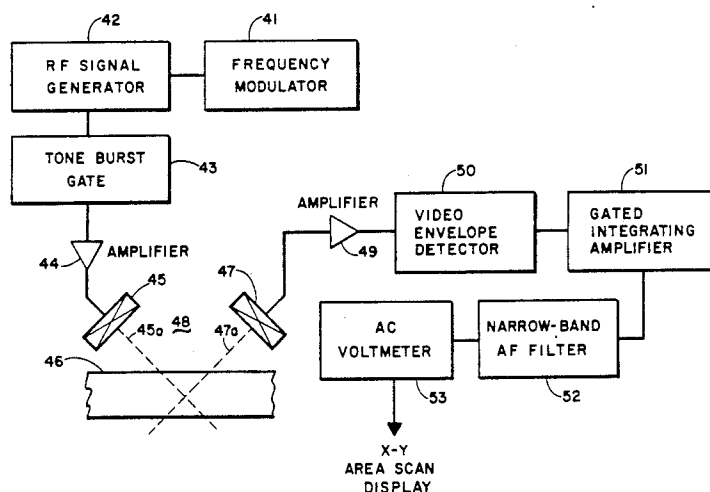 42
41
RF SIGNAL
GENERATOR
FREQUENCY
MODULATOR
TONE BURST
GATE
43
AMPLIFIER
44
45
45a
48
47
47a
46
AMPLIFIER
49
50
VIDEO
ENVELOPE
DETECTOR
51
GATED
INTEGRATING
AMPLIFIER
AC
VOLTMETER
53
NARROW-BAND
AF FILTER
52
X-Y
AREA SCAN
DISPLAY